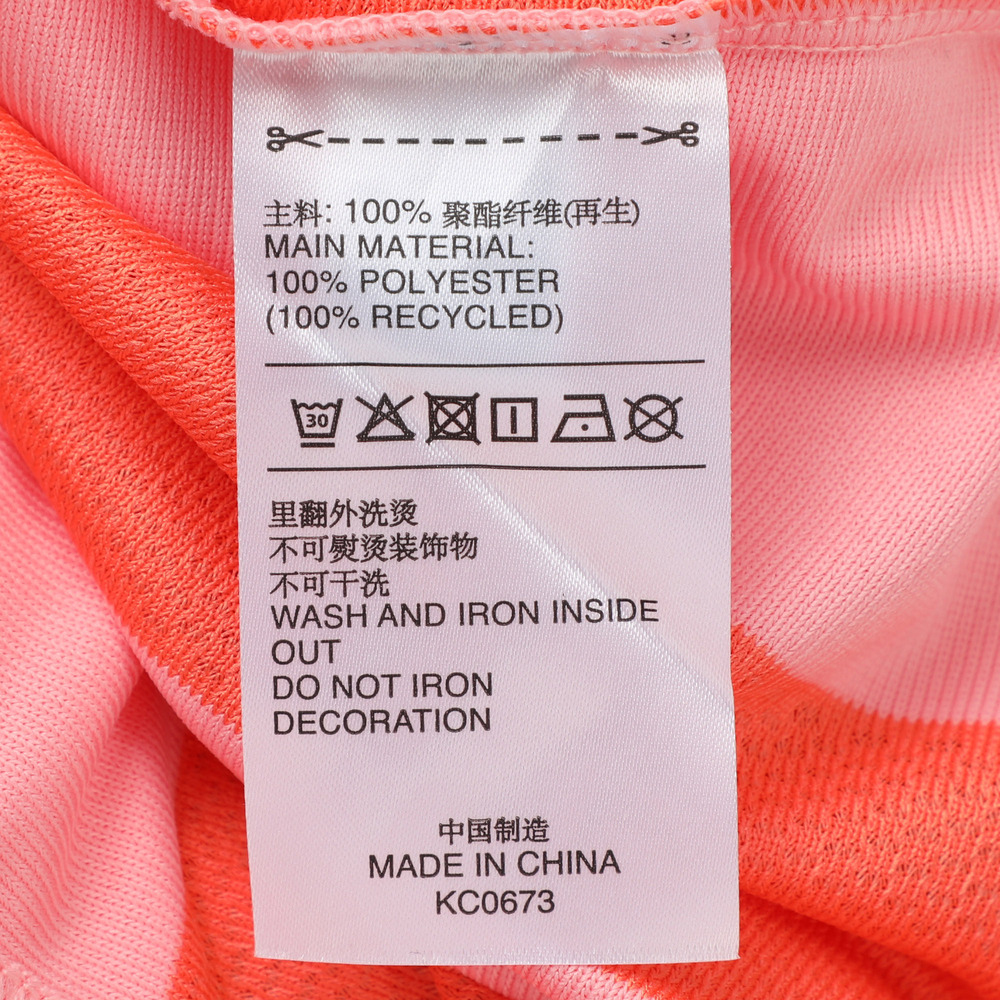 主料: 100% 聚酯纤维(再生)
MAIN MATERIAL:
100% POLYESTER
(100% RECYCLED)
30
里翻外洗烫
不可熨烫装饰物
不可干洗
WASH AND IRON INSIDE
OUT
DO NOT IRON
DECORATION
中国制造
MADE IN CHINA
KC0673